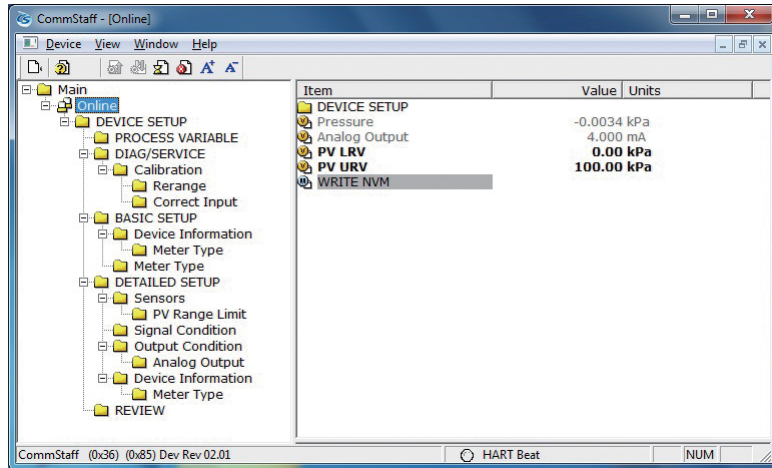 CommStaff - [Online]
Device View Window Help
A+ A-
Main
Online
DEVICE SETUP
PROCESS VARIABLE
DIAG/SERVICE
Calibration
Rerange
Correct Input
BASIC SETUP
Device Information
Meter Type
Meter Type
DETAILED SETUP
Sensors
PV Range Limit
Signal Condition
Output Condition
Analog Output
Device Information
Meter Type
REVIEW
Item Value Units
DEVICE SETUP
Pressure -0.0034 kPa
Analog Output 4.000 mA
PV LRV 0.00 kPa
PV URV 100.00 kPa
WRITE NVM
CommStaff (0x36) (0x85) Dev Rev 02.01 HART Beat NUM